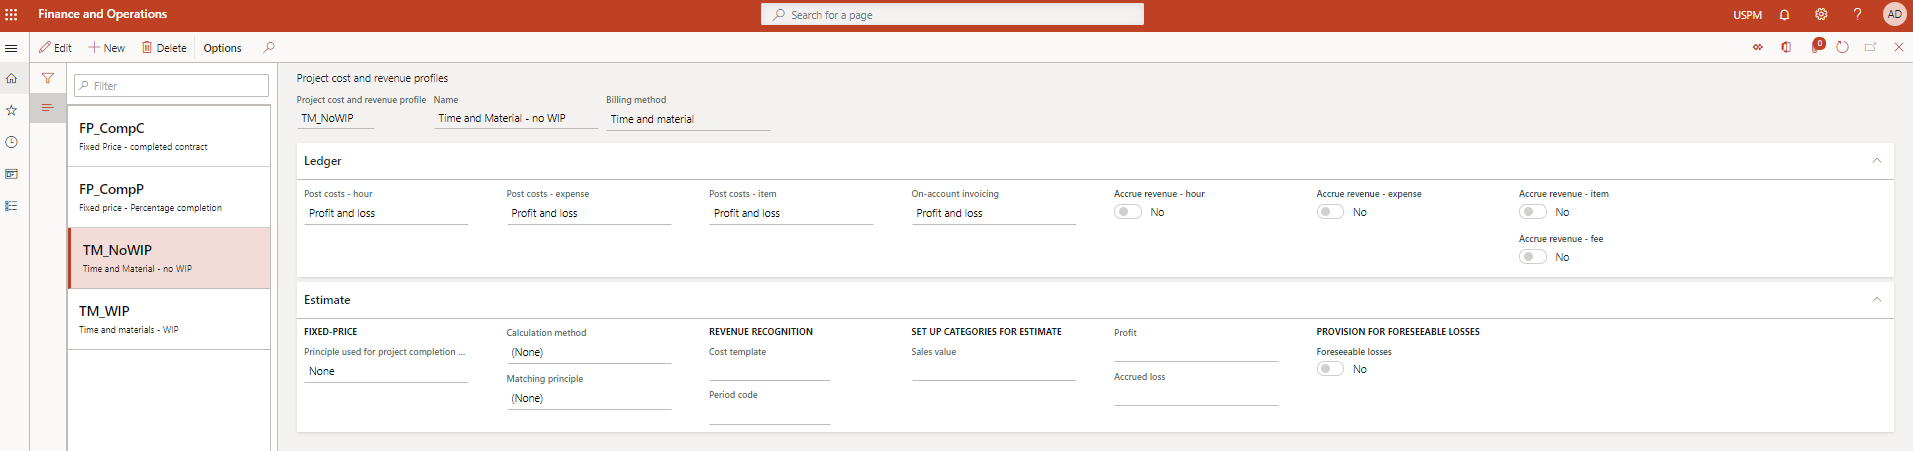 Finance and Operations
Search for a page
USPM
?
AD
Edit
New
Delete
Options
0
Filter
FP_CompC
Fixed Price - completed contract
FP_CompP
Fixed price - Percentage completion
TM_NoWIP
Time and Material - no WIP
TM_WIP
Time and materials - WIP
Project cost and revenue profiles
Project cost and revenue profile
Name
Billing method
TM_NoWIP
Time and Material - no WIP
Time and material
Ledger
Post costs - hour
Post costs - expense
Post costs - item
On-account invoicing
Accrue revenue - hour
Accrue revenue - expense
Accrue revenue - item
Profit and loss
Profit and loss
Profit and loss
Profit and loss
No
No
No
Accrue revenue - fee
No
Estimate
FIXED-PRICE
Principle used for project completion ...
None
Calculation method
(None)
Matching principle
(None)
REVENUE RECOGNITION
Cost template
Period code
SET UP CATEGORIES FOR ESTIMATE
Sales value
Profit
Accrued loss
PROVISION FOR FORESEEABLE LOSSES
Foreseeable losses
No